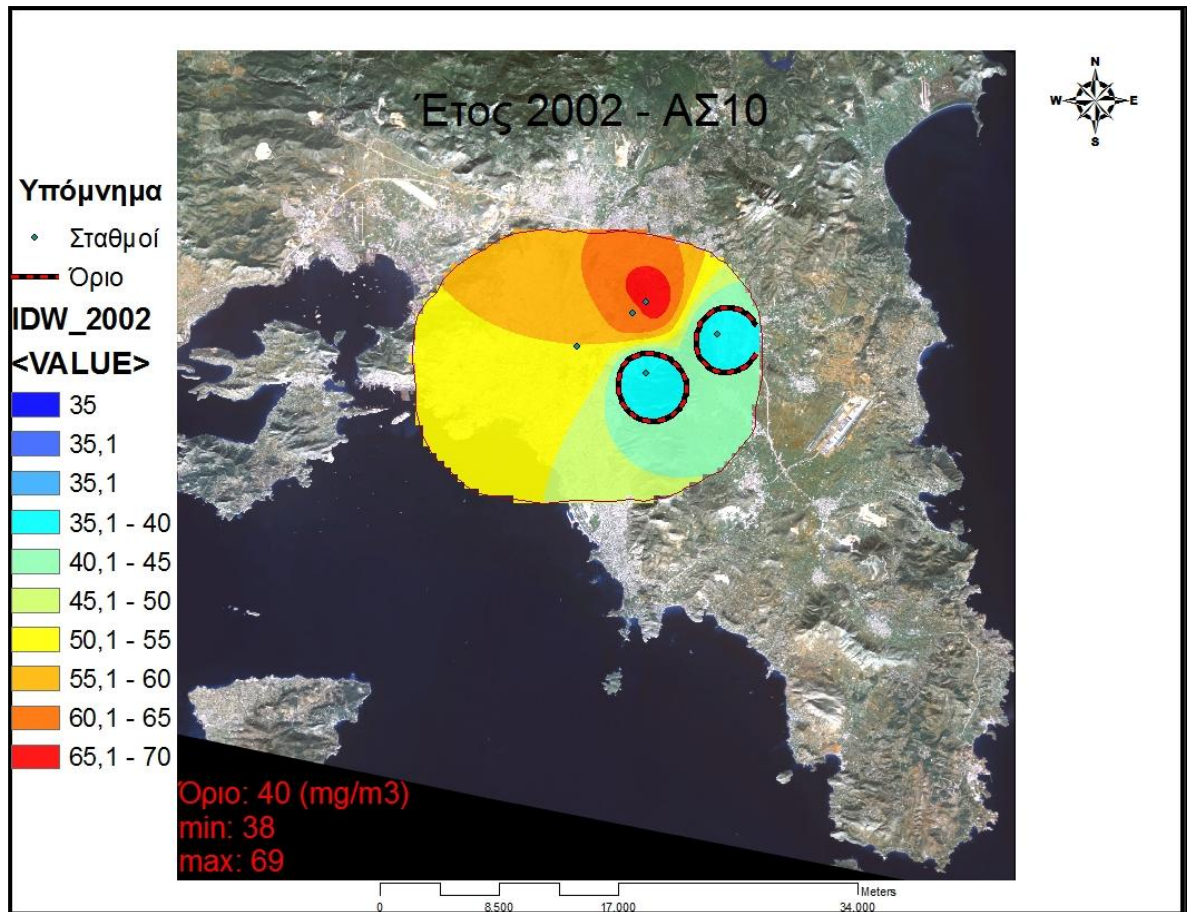 Έτος 2002 - ΑΣ10
N
W
E
S
Υπόμνημα
Σταθμοί
Όριο
IDW_2002
<VALUE>
35
35,1
35,1
35,1 - 40
40,1 - 45
45,1 - 50
50,1 - 55
55,1 - 60
60,1 - 65
65,1 - 70
Όριο: 40 (mg/m3)
min: 38
max: 69
Meters
0 8.500 17.000 34.000